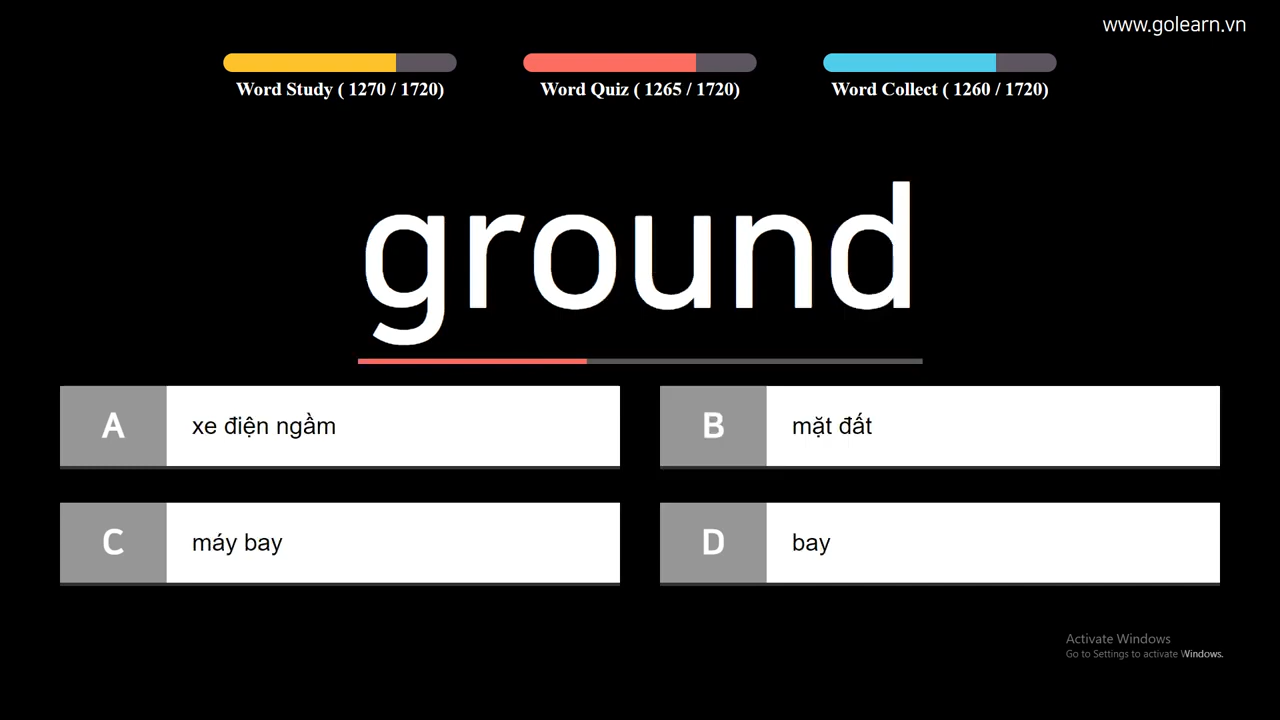 www.golearn.vn
Word Study ( 1270 / 1720)
Word Quiz ( 1265 / 1720)
Word Collect ( 1260 / 1720)
ground
A xe điện ngầm
B mặt đất
C máy bay
D bay
Activate Windows
Go to Settings to activate Windows.